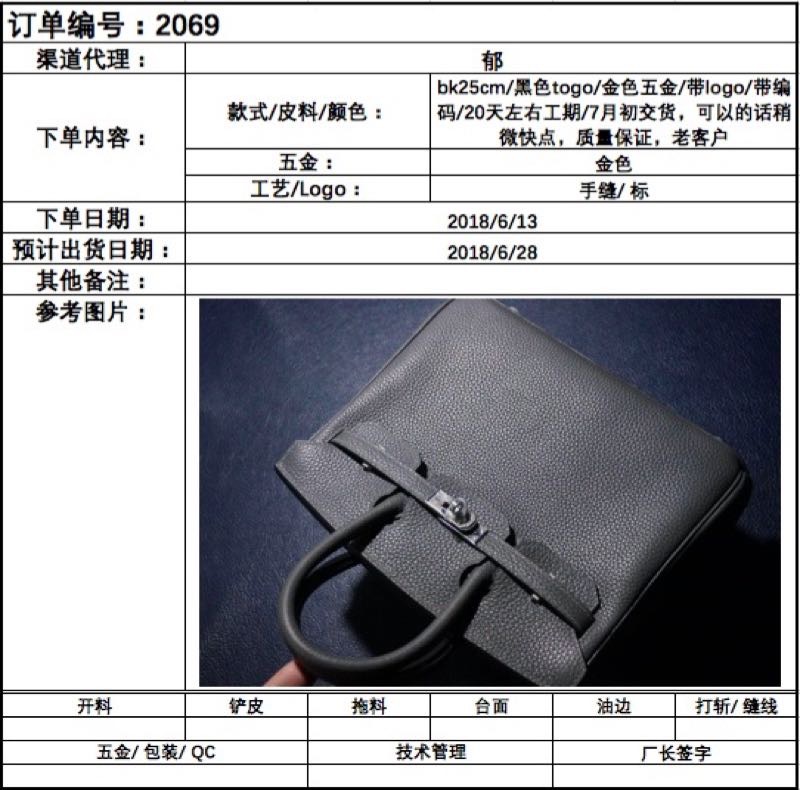 订单编号：2069
渠道代理：
郁
下单内容：
款式/皮料/颜色：
bk25cm/黑色togo/金色五金/带logo/带编
码/20天左右工期/7月初交货，可以的话稍
微快点，质量保证，老客户
五金：
金色
工艺/Logo：
手缝/ 标
下单日期：
2018/6/13
预计出货日期：
2018/6/28
其他备注：
参考图片：
开料
铲皮
拖料
台面
油边
打斩/ 缝线
五金/ 包装/ QC
技术管理
厂长签字